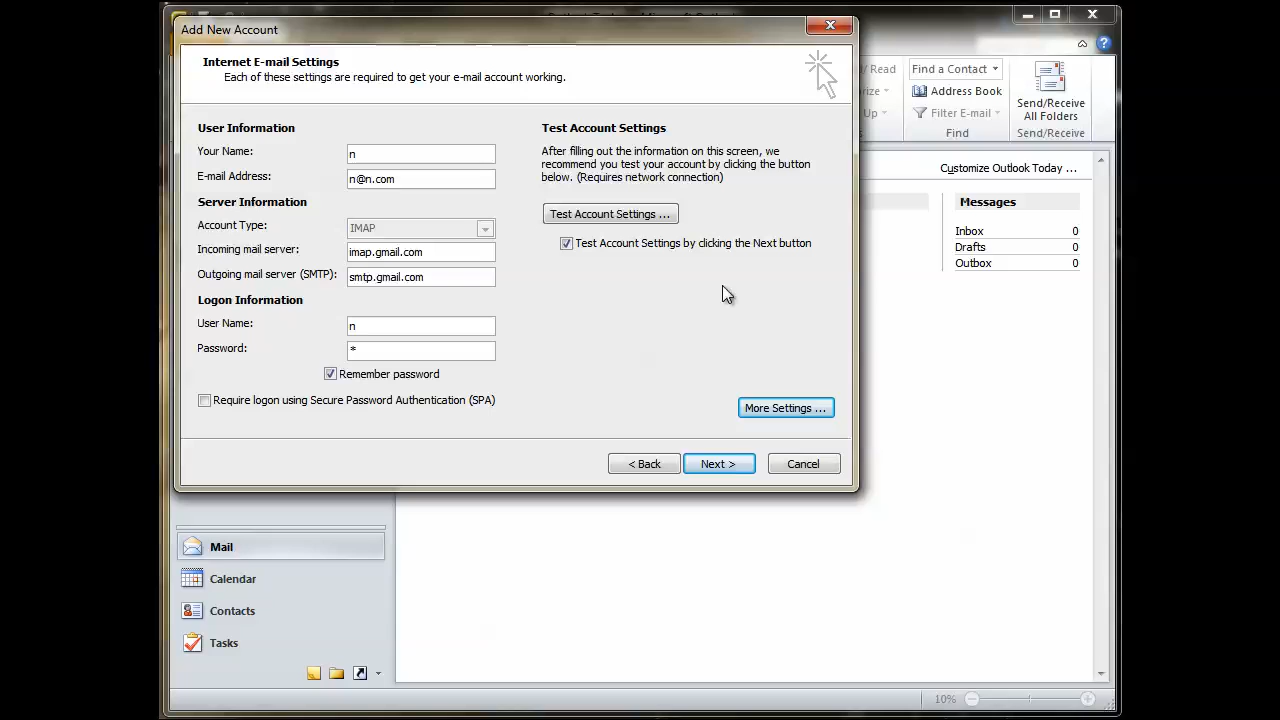 Add New Account
Internet E-mail Settings
Each of these settings are required to get your e-mail account working.
User Information
Your Name: n
E-mail Address: n@n.com
Server Information
Account Type: IMAP
Incoming mail server: imap.gmail.com
Outgoing mail server (SMTP): smtp.gmail.com
Logon Information
User Name: n
Password: *
Remember password
Require logon using Secure Password Authentication (SPA)
Test Account Settings
After filling out the information on this screen, we
recommend you test your account by clicking the button
below. (Requires network connection)
Test Account Settings ...
Test Account Settings by clicking the Next button
More Settings ...
< Back
Next >
Cancel
/ Read
Up
Find a Contact
Address Book
Filter E-mail
Find
Send/Receive
All Folders
Send/Receive
Customize Outlook Today ...
Messages
Inbox 0
Drafts 0
Outbox 0
Mail
Calendar
Contacts
Tasks
10%